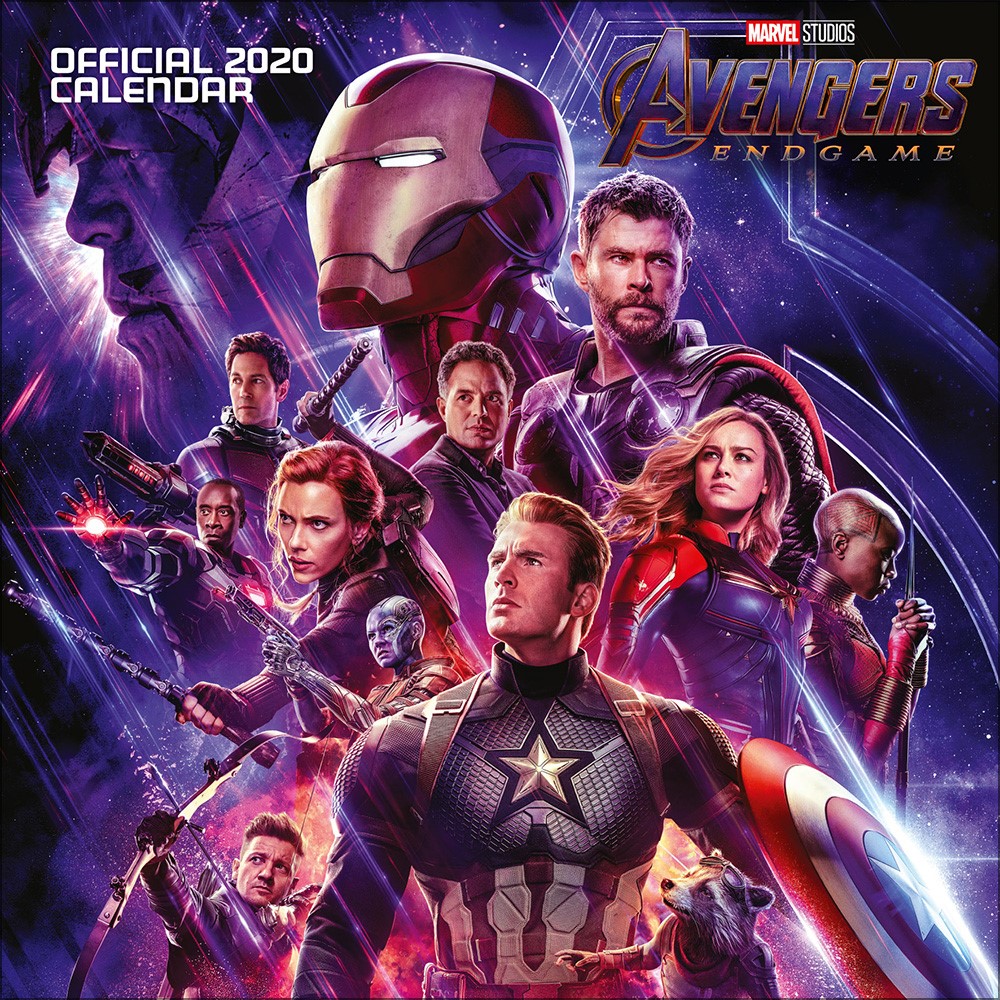 OFFICIAL 2020
CALENDAR
MARVEL STUDIOS
AVENGERS
ENDGAME